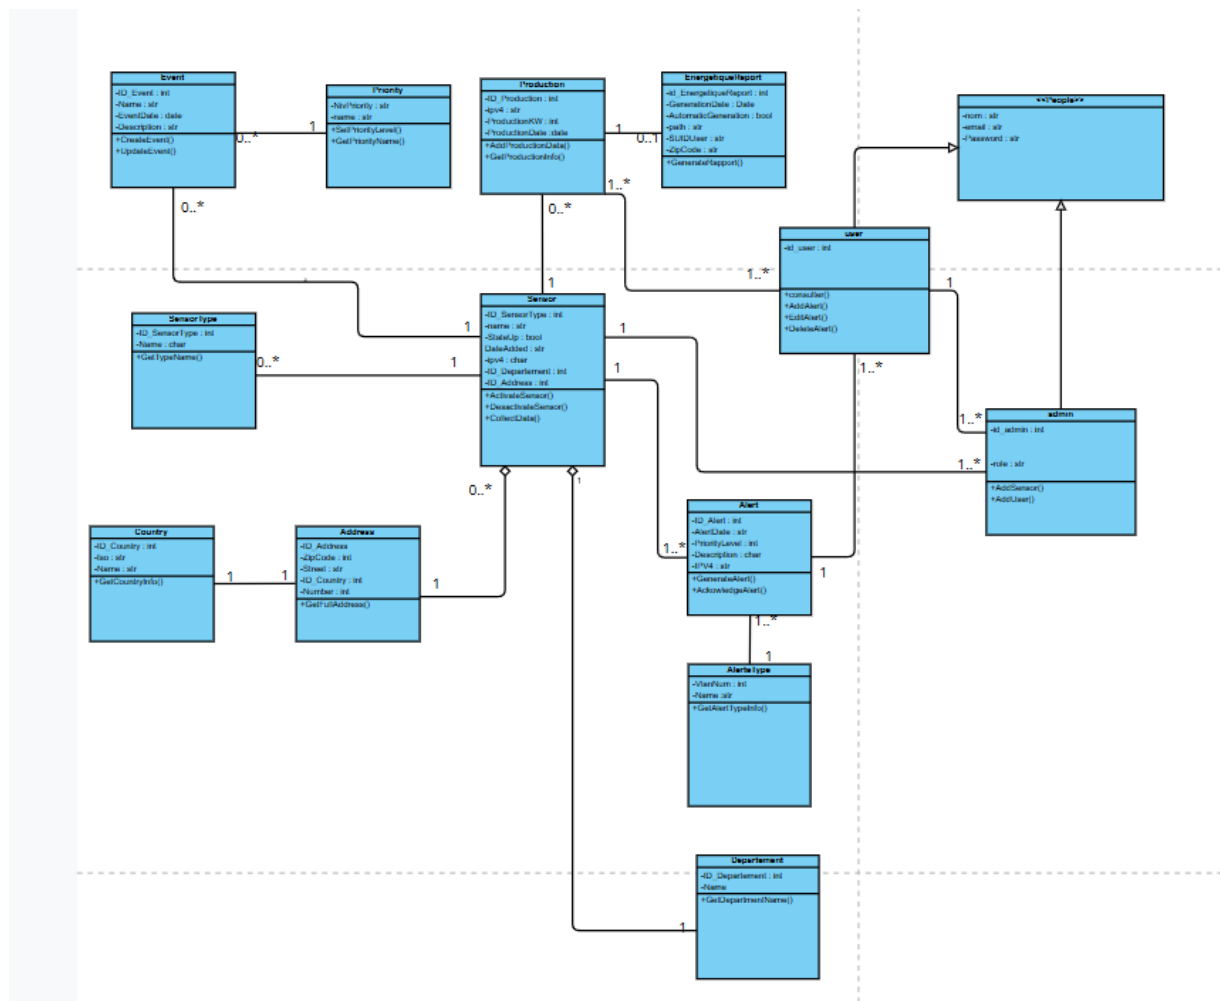 Event
-ID_Event : int
-Name : str
-EventDate : date
-Description : str
+CreateEvent()
+UpdateEvent()
0..*
1
Priority
-NivPriority : str
-name : str
+SetPriorityLevel()
+GetPriorityName()
Production
-ID_Production : int
-ipv4 : str
-ProductionKW : int
-ProductionDate :date
+AddProductionData()
+GetProductionInfo()
1
0..1
EnergetiqueReport
-id_EnergetiqueReport : int
-GenerationDate : Date
-AutomaticGeneration : bool
-path : str
-SUIDUser : str
-ZipCode : str
+GenerateRapport()
<<People>>
-nom : str
-email : str
-Password : str
0..*
0..*
1..*
1..*
user
-id_user : int
+consulter()
+AddAlert()
+EditAlert()
+DeleteAlert()
1
1..*
1
1..*
SensorType
-ID_SensorType : int
-Name : char
+GetTypeName()
0..*
1
1
Sensor
-ID_SensorType : int
-name : str
-StateUp : bool
DateAdded : str
-ipv4 : char
-ID_Departement : int
-ID_Address : int
+ActivateSensor()
+DesactivateSensor()
+CollectData()
1
1
1..*
1..*
admin
-id_admin : int
-role : str
+AddSensor()
+AddUser()
0..*
1
Country
-ID_Country : int
-Iso : str
-Name : str
+GetCountryInfo()
1
1
Address
-ID_Address
-ZipCode : int
-Street : str
-ID_Country : int
-Number : int
+GetFullAddress()
1
Alert
-ID_Alert : int
-AlertDate : str
-PriorityLevel : int
-Description : char
-IPV4 : str
+GenerateAlert()
+AckowledgeAlert()
1
1..*
1
AlerteType
-VlanNum : int
-Name :str
+GetAlertTypeInfo()
Departement
-ID_Departement : int
-Name
+GetDepartmentName()
1